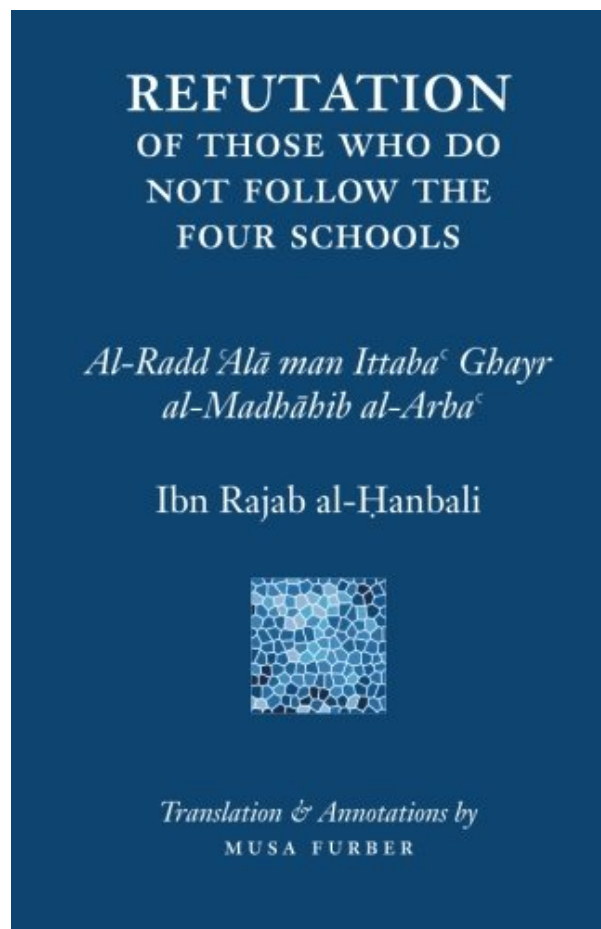 REFUTATION
OF THOSE WHO DO
NOT FOLLOW THE
FOUR SCHOOLS
Al-Radd ʿAlā man Ittabaʿ Ghayr
al-Madhāhib al-Arbaʿ
Ibn Rajab al-Ḥanbali
Translation & Annotations by
MUSA FURBER